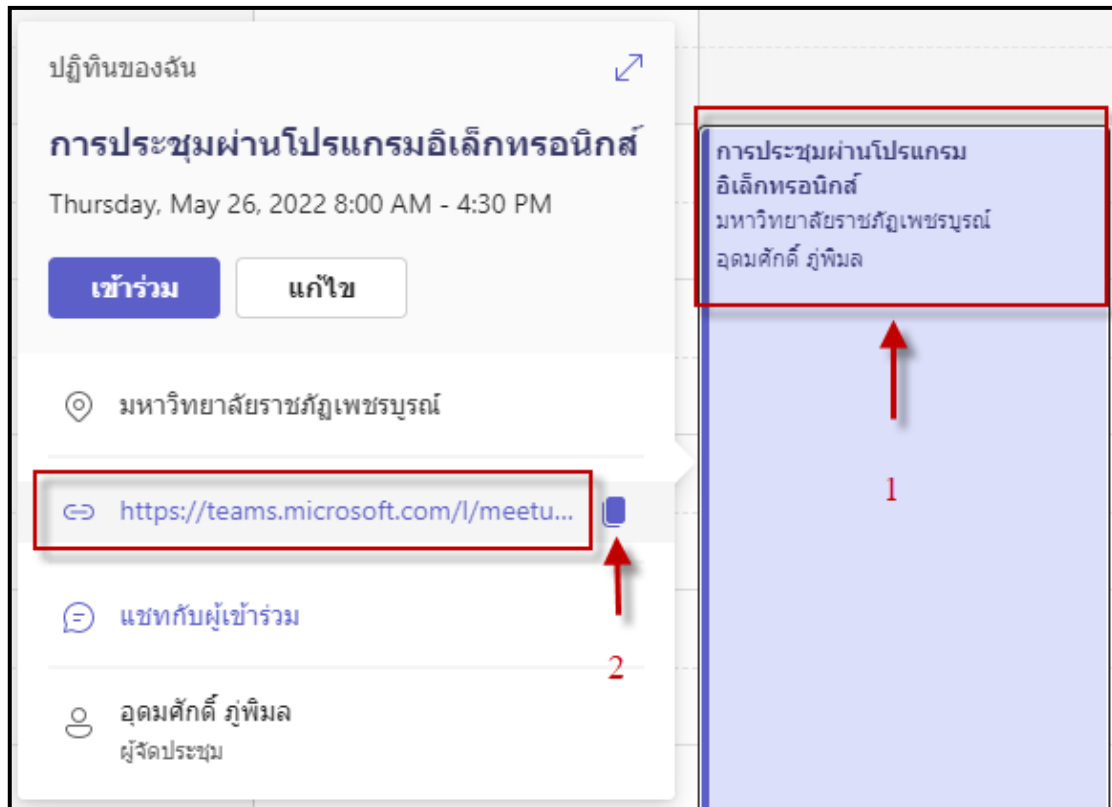 ปฏิทินของฉัน
การประชุมผ่านโปรแกรมอิเล็กทรอนิกส์
Thursday, May 26, 2022 8:00 AM - 4:30 PM
เข้าร่วม
แก้ไข
มหาวิทยาลัยราชภัฏเพชรบูรณ์
https://teams.microsoft.com/l/meetu...
แชทกับผู้เข้าร่วม
2
อุดมศักดิ์ ภู่พิมล
ผู้จัดประชุม
การประชุมผ่านโปรแกรม
อิเล็กทรอนิกส์
มหาวิทยาลัยราชภัฏเพชรบูรณ์
อุดมศักดิ์ ภู่พิมล
1